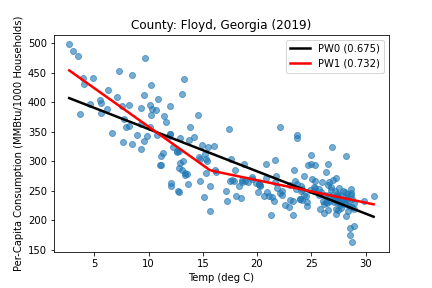 County: Floyd, Georgia (2019)
Per-Capita Consumption (MMBtu/1000 Households)
500
450
400
350
300
250
200
150
PW0 (0.675)
PW1 (0.732)
5 10 15 20 25 30
Temp (deg C)